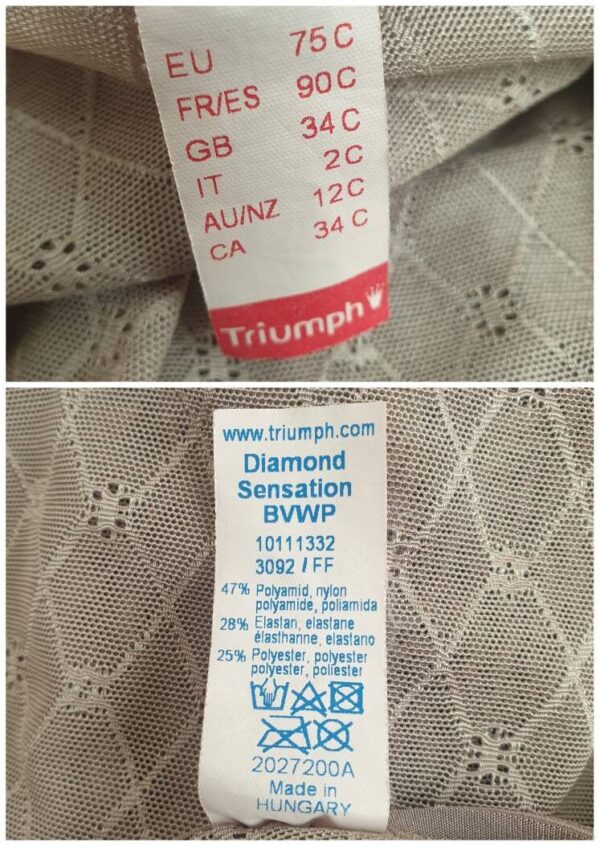 EU 75 C
FR/ES 90 C
GB 34 C
IT 2 C
AU/NZ 12 C
CA 34 C
Triumph
www.triumph.com
Diamond
Sensation
BVWP
10111332
3092 / FF
47% Polyamid, nylon
polyamide, poliamida
28% Elastan, elastane
élasthanne, elastano
25% Polyester, polyester
polyester, poliéster
2027200A
Made in
HUNGARY